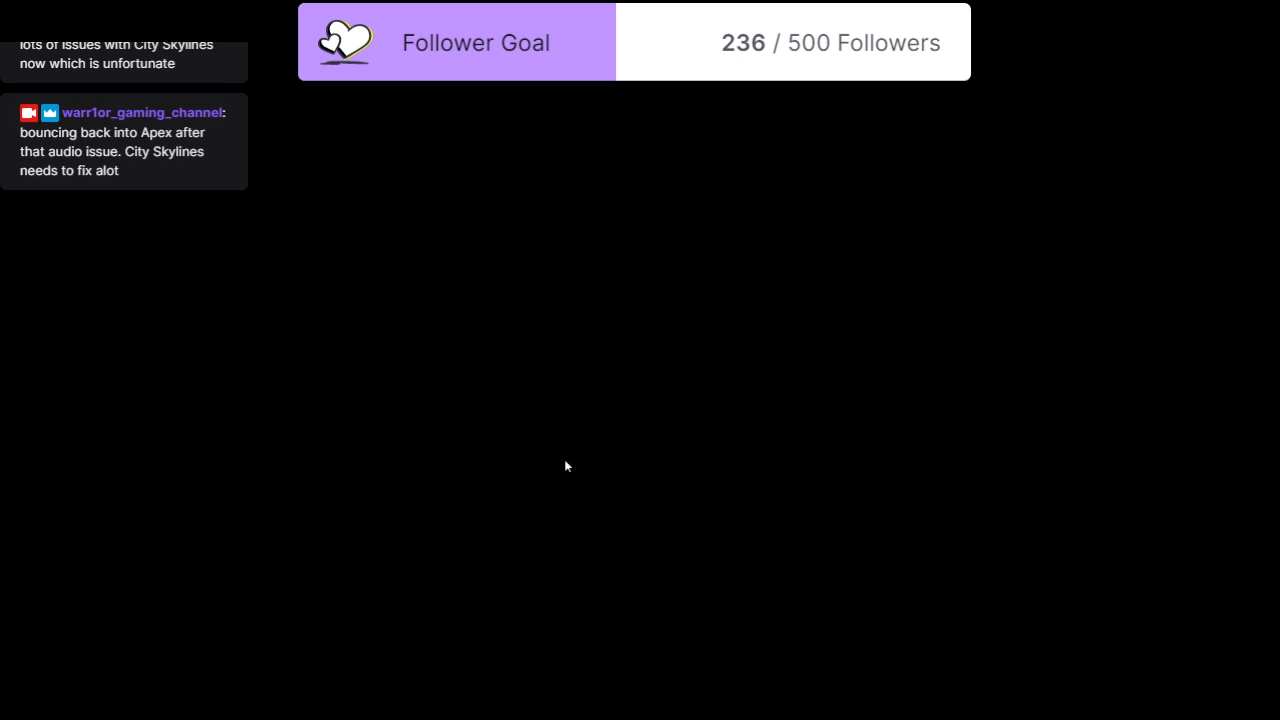 lots of issues with City Skylines
now which is unfortunate
Follower Goal
236 / 500 Followers
warr1or_gaming_channel:
bouncing back into Apex after
that audio issue. City Skylines
needs to fix alot